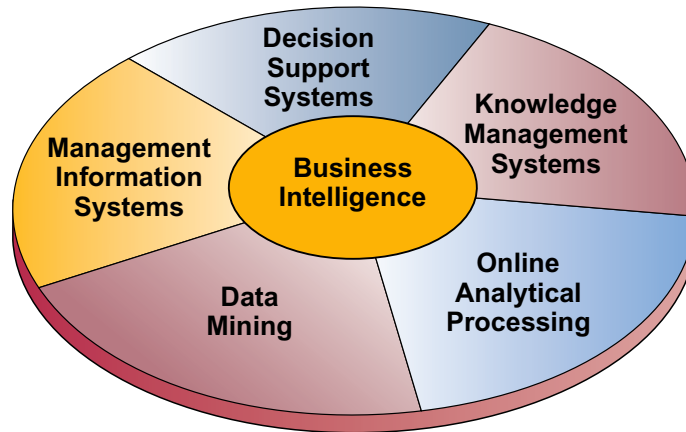 Decision
Support
Systems
Knowledge
Management
Systems
Management
Information
Systems
Business
Intelligence
Online
Analytical
Processing
Data
Mining